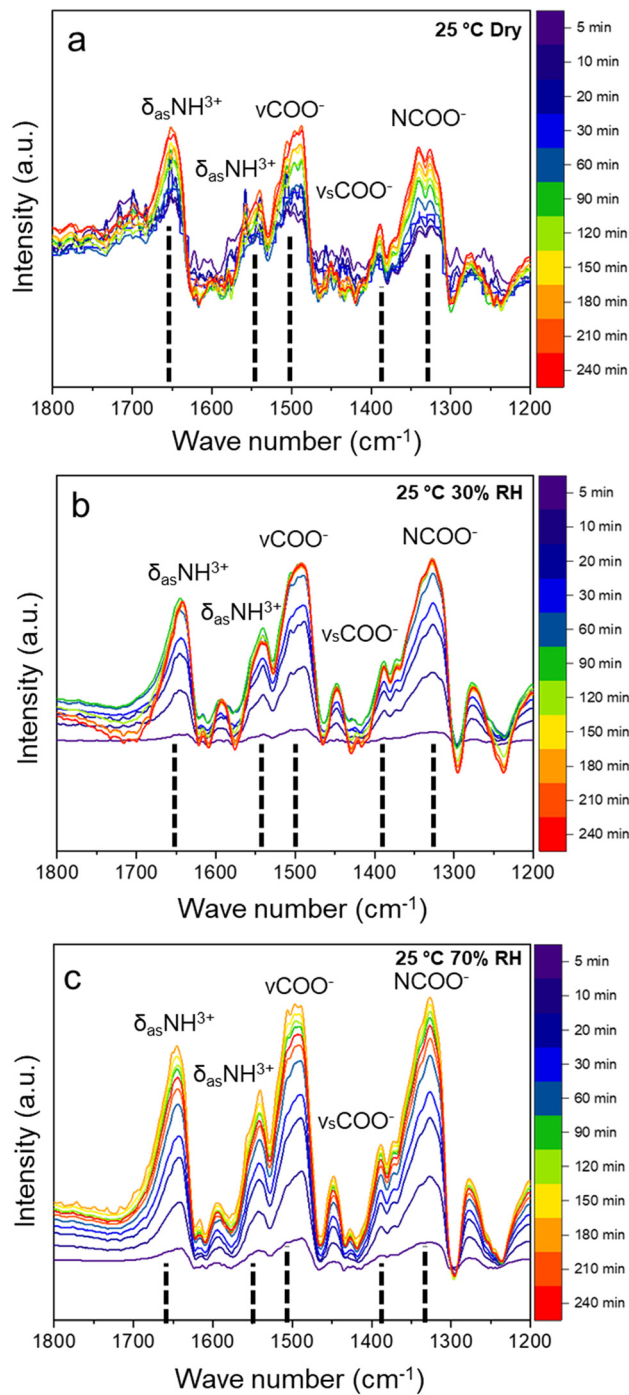 a
25 °C Dry
δasNH³⁺
νCOO⁻
NCOO⁻
δasNH³⁺
νsCOO⁻
Intensity (a.u.)
1800 1700 1600 1500 1400 1300 1200
Wave number (cm⁻¹)
5 min
10 min
20 min
30 min
60 min
90 min
120 min
150 min
180 min
210 min
240 min
b
25 °C 30% RH
νCOO⁻
NCOO⁻
δasNH³⁺
δasNH³⁺
νsCOO⁻
Intensity (a.u.)
1800 1700 1600 1500 1400 1300 1200
Wave number (cm⁻¹)
5 min
10 min
20 min
30 min
60 min
90 min
120 min
150 min
180 min
210 min
240 min
c
25 °C 70% RH
νCOO⁻
NCOO⁻
δasNH³⁺
δasNH³⁺
νsCOO⁻
Intensity (a.u.)
1800 1700 1600 1500 1400 1300 1200
Wave number (cm⁻¹)
5 min
10 min
20 min
30 min
60 min
90 min
120 min
150 min
180 min
210 min
240 min